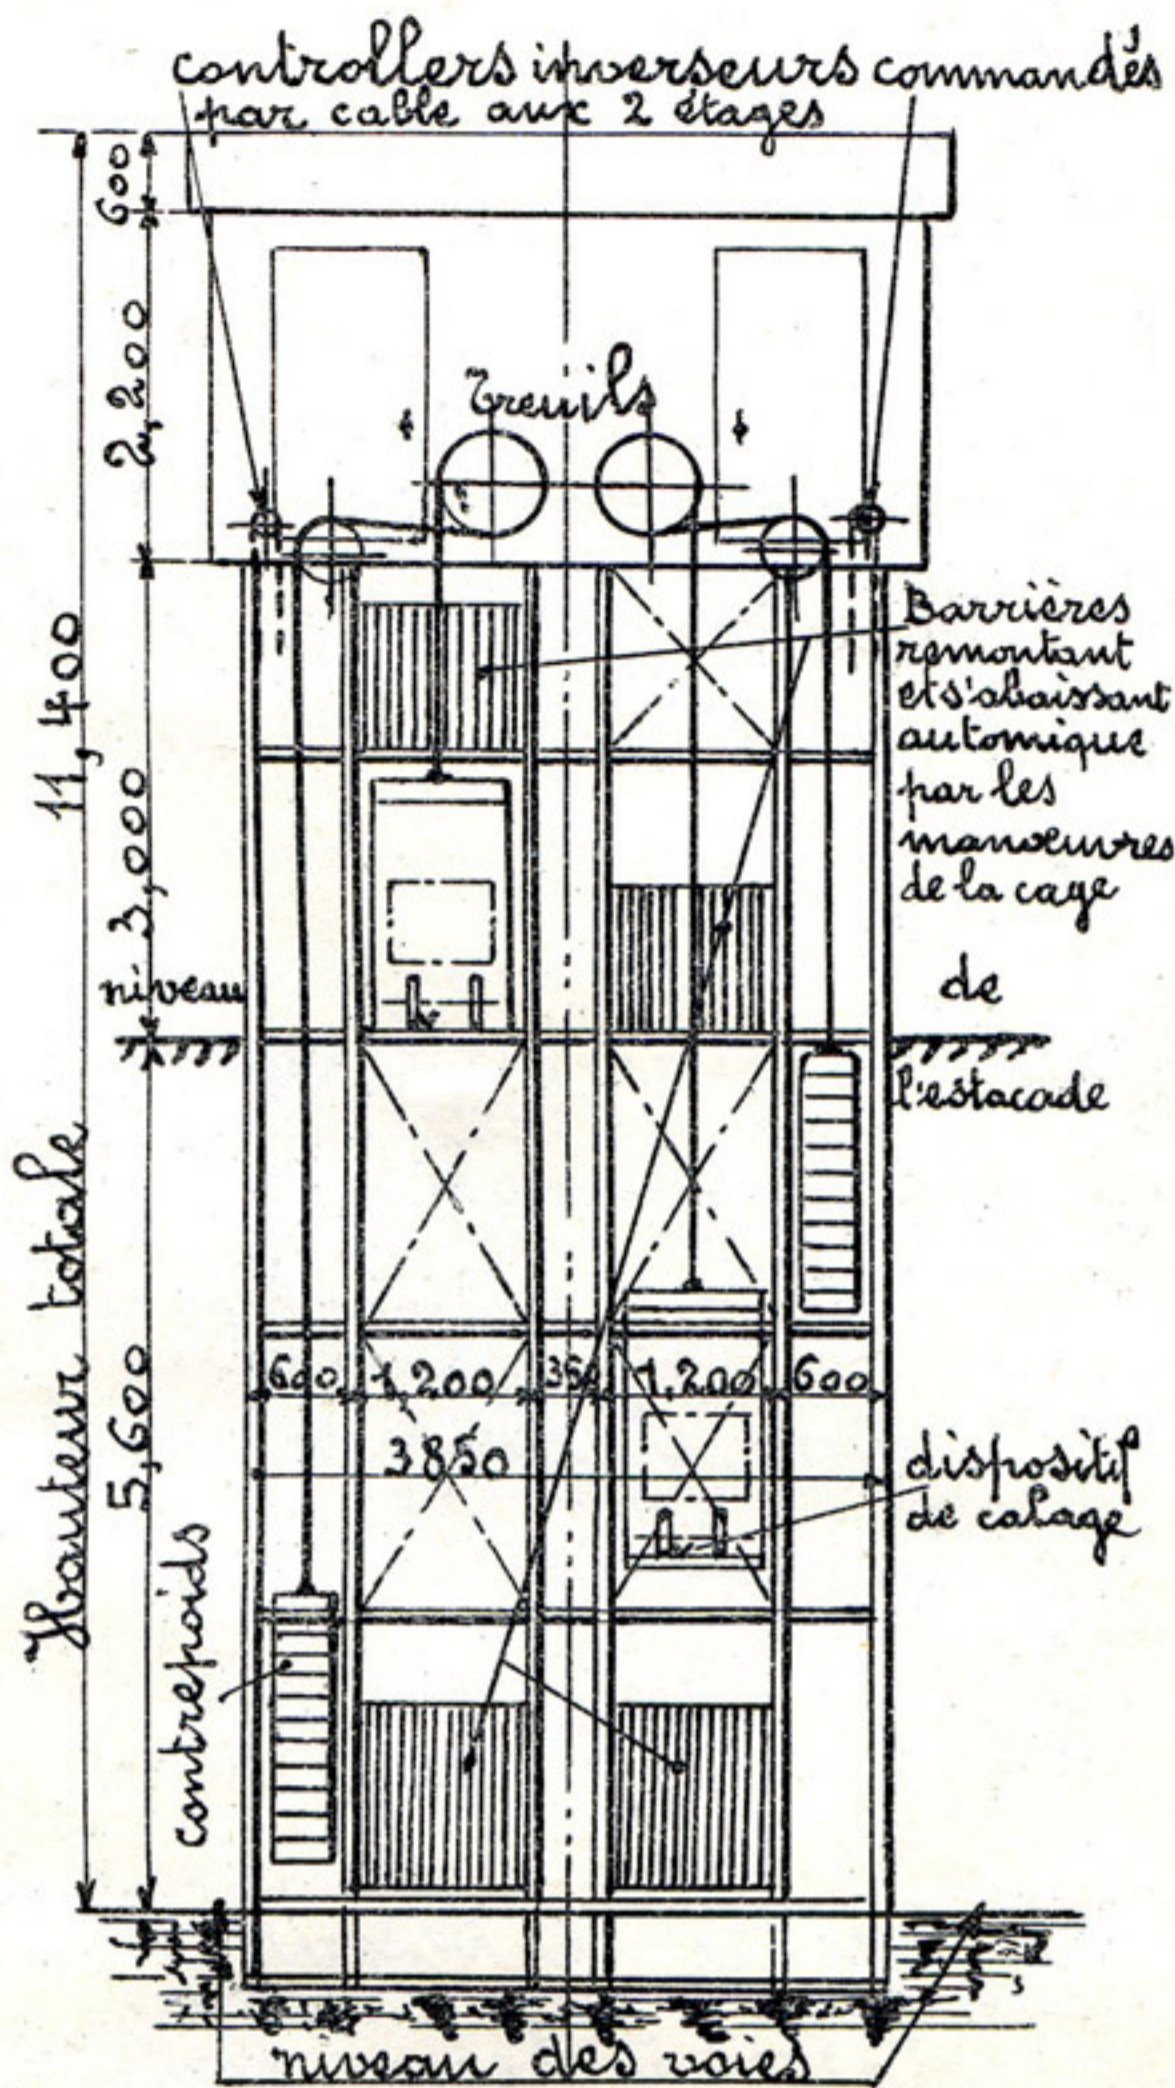 controllers inverseurs commandés
par cable aux 2 étages
600
2,200
Treuils
11,400
3,000
Barrières
remontant
et s'abaissant
automique
par les
manoeuvres
de la cage
niveau de
l'estacade
Hauteur totale
5,600
600 1,200 350 1,200 600
3850
dispositif
de calage
contrepoids
niveau des voies